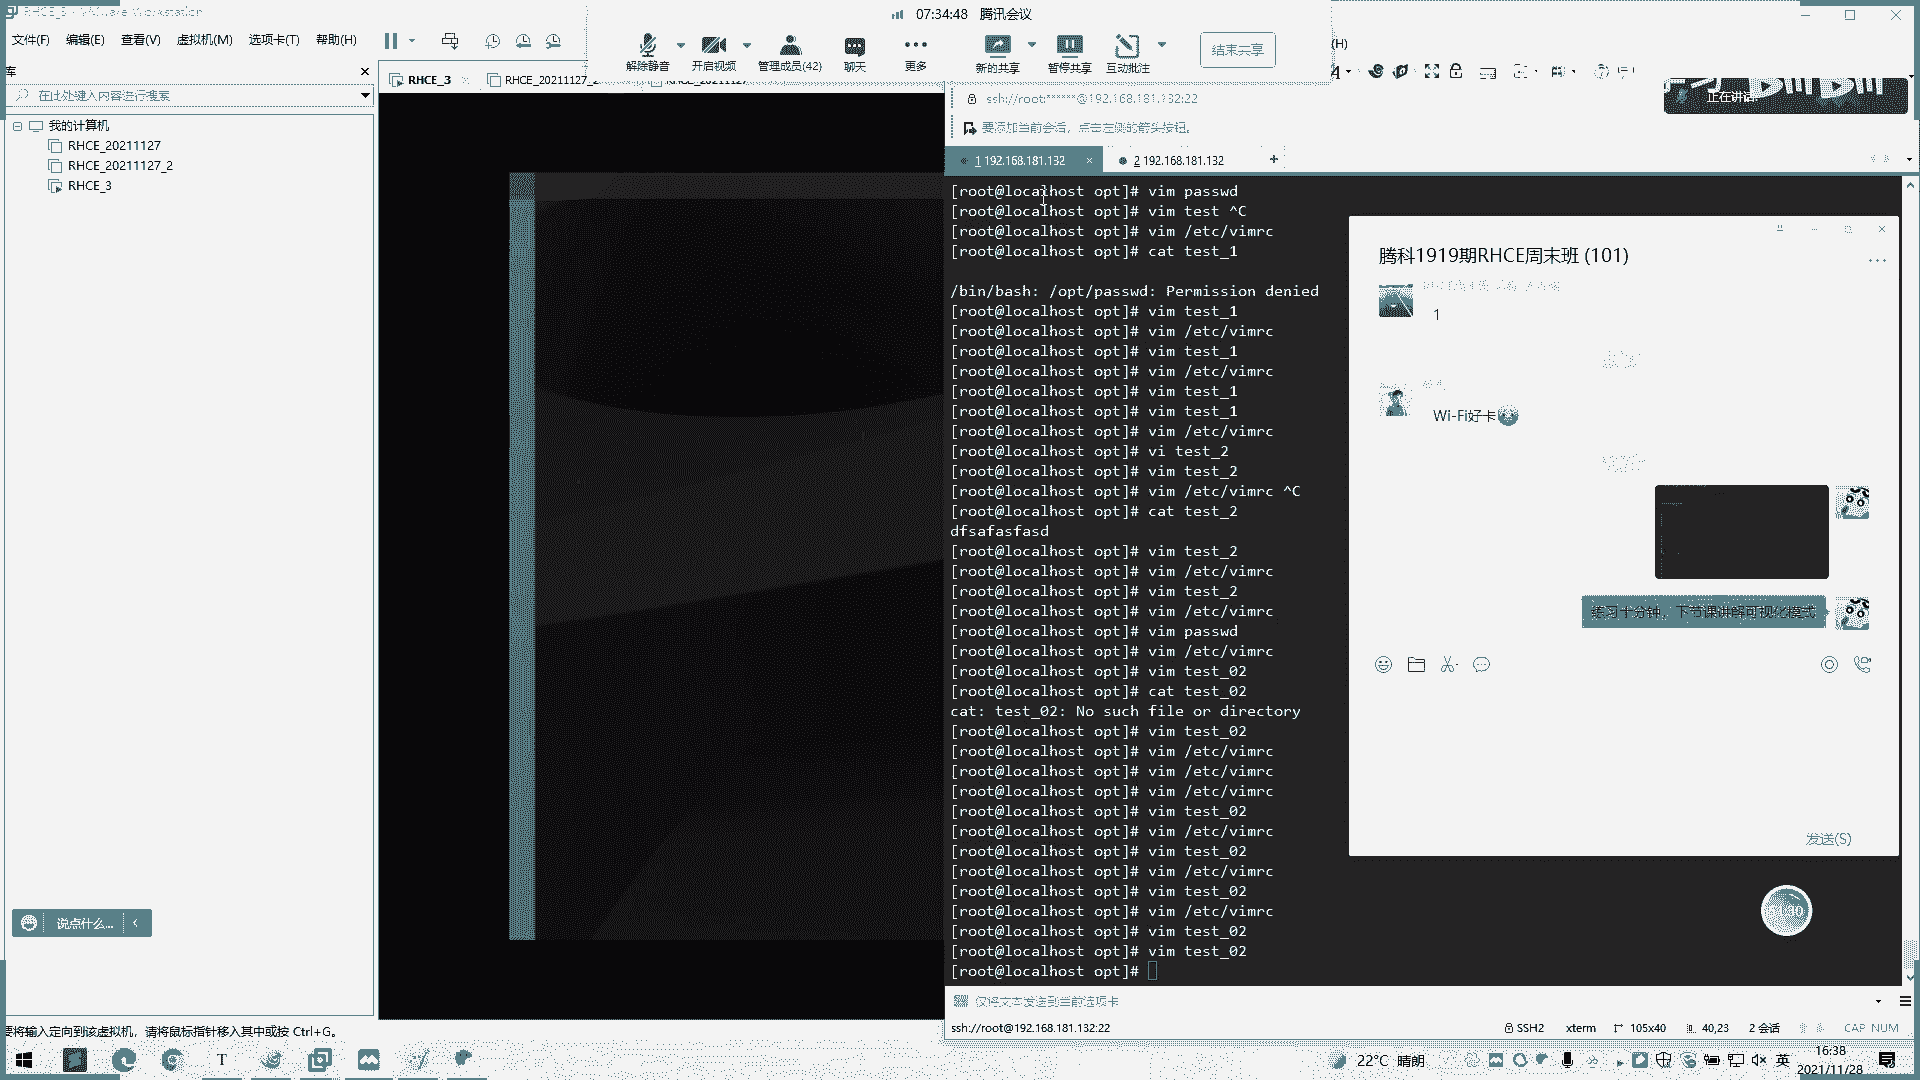 RHCE_3 - VMware Workstation
文件(F) 编辑(E) 查看(V) 虚拟机(M) 选项卡(T) 帮助(H)
07:34:48 腾讯会议
解除静音 开启视频 管理成员(42) 聊天 更多 新的共享 暂停共享 互动批注 结束共享
(H)
库
在此处键入内容进行搜索
我的计算机
RHCE_20211127
RHCE_20211127_2
RHCE_3
RHCE_3
RHCE_20211127_2
正在讲话:
ssh://root:******@192.168.181.132:22
要添加当前会话，点击左侧的箭头按钮。
1 192.168.181.132 2 192.168.181.132
[root@localhost opt]# vim passwd
[root@localhost opt]# vim test ^C
[root@localhost opt]# vim /etc/vimrc
[root@localhost opt]# cat test_1
/bin/bash: /opt/passwd: Permission denied
[root@localhost opt]# vim test_1
[root@localhost opt]# vim /etc/vimrc
[root@localhost opt]# vim test_1
[root@localhost opt]# vim /etc/vimrc
[root@localhost opt]# vim test_1
[root@localhost opt]# vim test_1
[root@localhost opt]# vim /etc/vimrc
[root@localhost opt]# vi test_2
[root@localhost opt]# vim test_2
[root@localhost opt]# vim /etc/vimrc ^C
[root@localhost opt]# cat test_2
dfsafasfasd
[root@localhost opt]# vim test_2
[root@localhost opt]# vim /etc/vimrc
[root@localhost opt]# vim test_2
[root@localhost opt]# vim /etc/vimrc
[root@localhost opt]# vim passwd
[root@localhost opt]# vim /etc/vimrc
[root@localhost opt]# vim test_02
[root@localhost opt]# cat test_02
cat: test_02: No such file or directory
[root@localhost opt]# vim test_02
[root@localhost opt]# vim /etc/vimrc
[root@localhost opt]# vim /etc/vimrc
[root@localhost opt]# vim /etc/vimrc
[root@localhost opt]# vim test_02
[root@localhost opt]# vim /etc/vimrc
[root@localhost opt]# vim test_02
[root@localhost opt]# vim /etc/vimrc
[root@localhost opt]# vim test_02
[root@localhost opt]# vim /etc/vimrc
[root@localhost opt]# vim test_02
[root@localhost opt]# vim test_02
[root@localhost opt]#
腾科1919期RHCE周末班 (101)
1
Wi-Fi好卡
练习十分钟，下节课讲解可视化模式
发送(S)
说点什么...
仅将文本发送到当前选项卡
要将输入定向到该虚拟机，请将鼠标指针移入其中或按 Ctrl+G。
ssh://root@192.168.181.132:22 SSH2 xterm 105x40 40,23 2 会话 CAP NUM
22°C 晴朗 英 16:38
2021/11/28